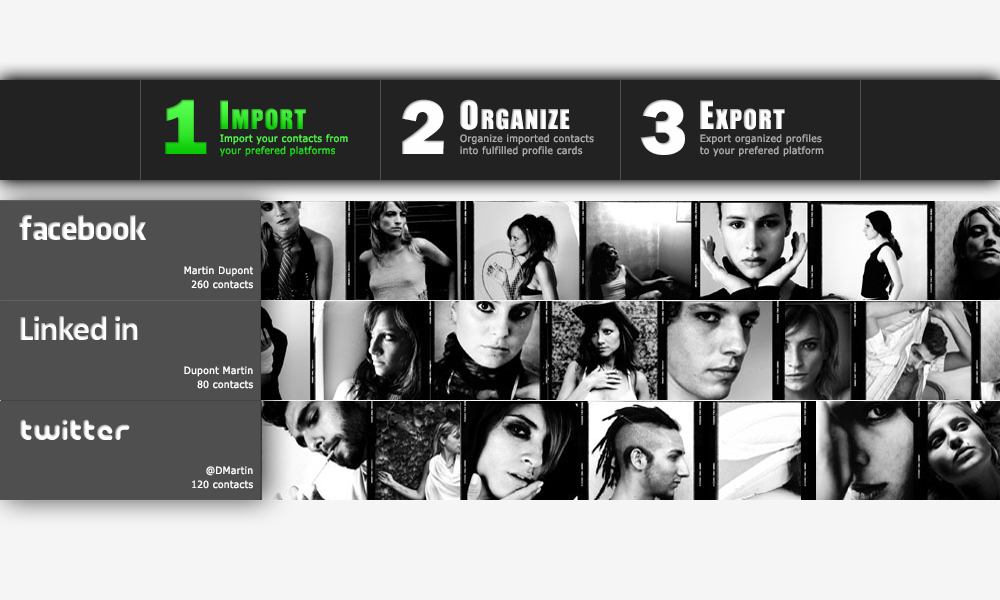 1 IMPORT
Import your contacts from
your prefered platforms
2 ORGANIZE
Organize imported contacts
into fulfilled profile cards
3 EXPORT
Export organized profiles
to your prefered platform
facebook
Martin Dupont
260 contacts
Linked in
Dupont Martin
80 contacts
twitter
@DMartin
120 contacts